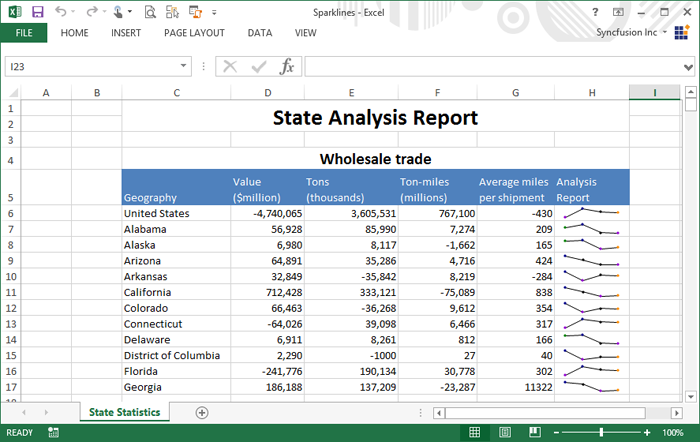 Sparklines - Excel
FILE HOME INSERT PAGE LAYOUT DATA VIEW Syncfusion Inc
I23 fx
A B C D E F G H I
1 State Analysis Report
2
3
4 Wholesale trade
Value Tons Ton-miles Average miles Analysis
5 Geography ($million) (thousands) (millions) per shipment Report
6 United States -4,740,065 3,605,531 767,100 -430
7 Alabama 56,928 85,990 7,274 209
8 Alaska 6,980 8,117 -1,662 165
9 Arizona 64,891 35,286 4,716 424
10 Arkansas 32,849 -35,842 8,219 -284
11 California 712,428 333,121 -75,089 838
12 Colorado 66,463 -36,268 9,612 354
13 Connecticut -64,026 39,098 6,466 317
14 Delaware 6,911 8,261 812 166
15 District of Columbia 2,290 -1000 27 40
16 Florida -241,776 190,134 30,778 302
17 Georgia 186,188 137,209 -23,287 11322
State Statistics
READY 100%